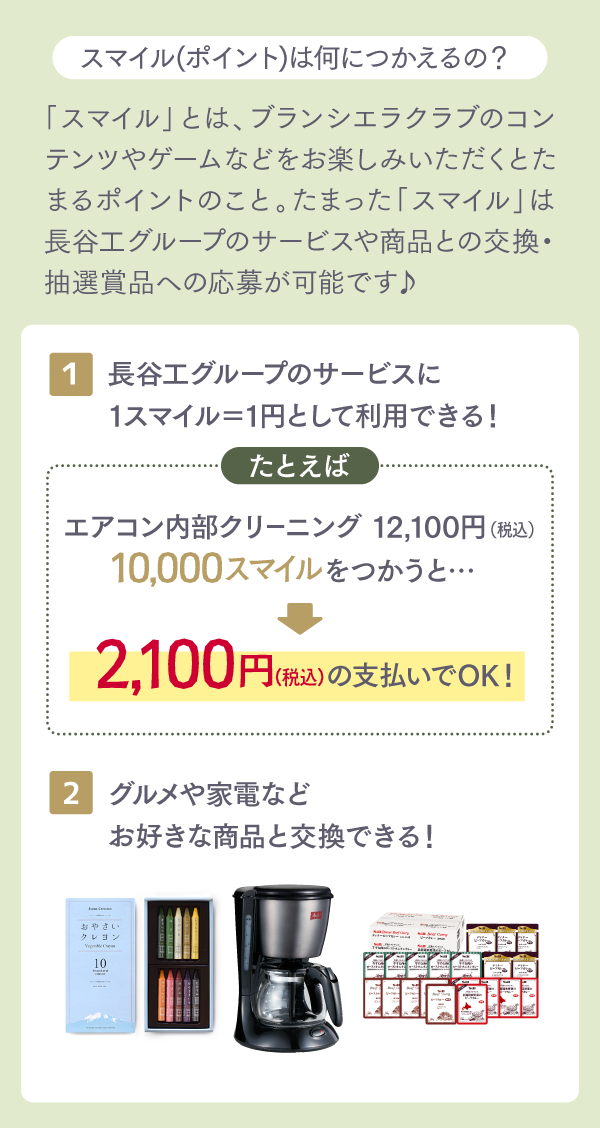 スマイル(ポイント)は何につかえるの？
「スマイル」とは、ブランシエラクラブのコン
テンツやゲームなどをお楽しみいただくとた
まるポイントのこと。たまった「スマイル」は
長谷工グループのサービスや商品との交換・
抽選賞品への応募が可能です♪
1 長谷工グループのサービスに
1スマイル＝1円として利用できる！
たとえば
エアコン内部クリーニング 12,100円（税込）
10,000スマイルをつかうと…
2,100円（税込）の支払いでOK！
2 グルメや家電など
お好きな商品と交換できる！
おやさい
クレヨン
Vegetable Crayon
10